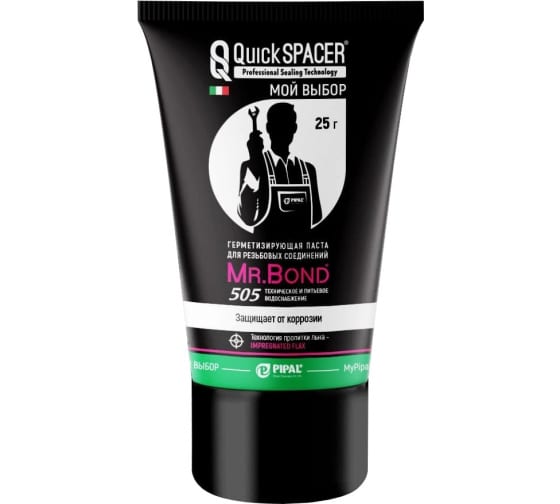 QuickSPACER®
Professional Sealing Technology
МОЙ ВЫБОР
25 г
PIPAL®
ГЕРМЕТИЗИРУЮЩАЯ ПАСТА
ДЛЯ РЕЗЬБОВЫХ СОЕДИНЕНИЙ
MR.BOND®
505 ТЕХНИЧЕСКОЕ И ПИТЬЕВОЕ
ВОДОСНАБЖЕНИЕ
Защищает от коррозии
Технология пропитки льна -
IMPREGNATED FLAX
ВЫБОР PIPAL® MyPipa